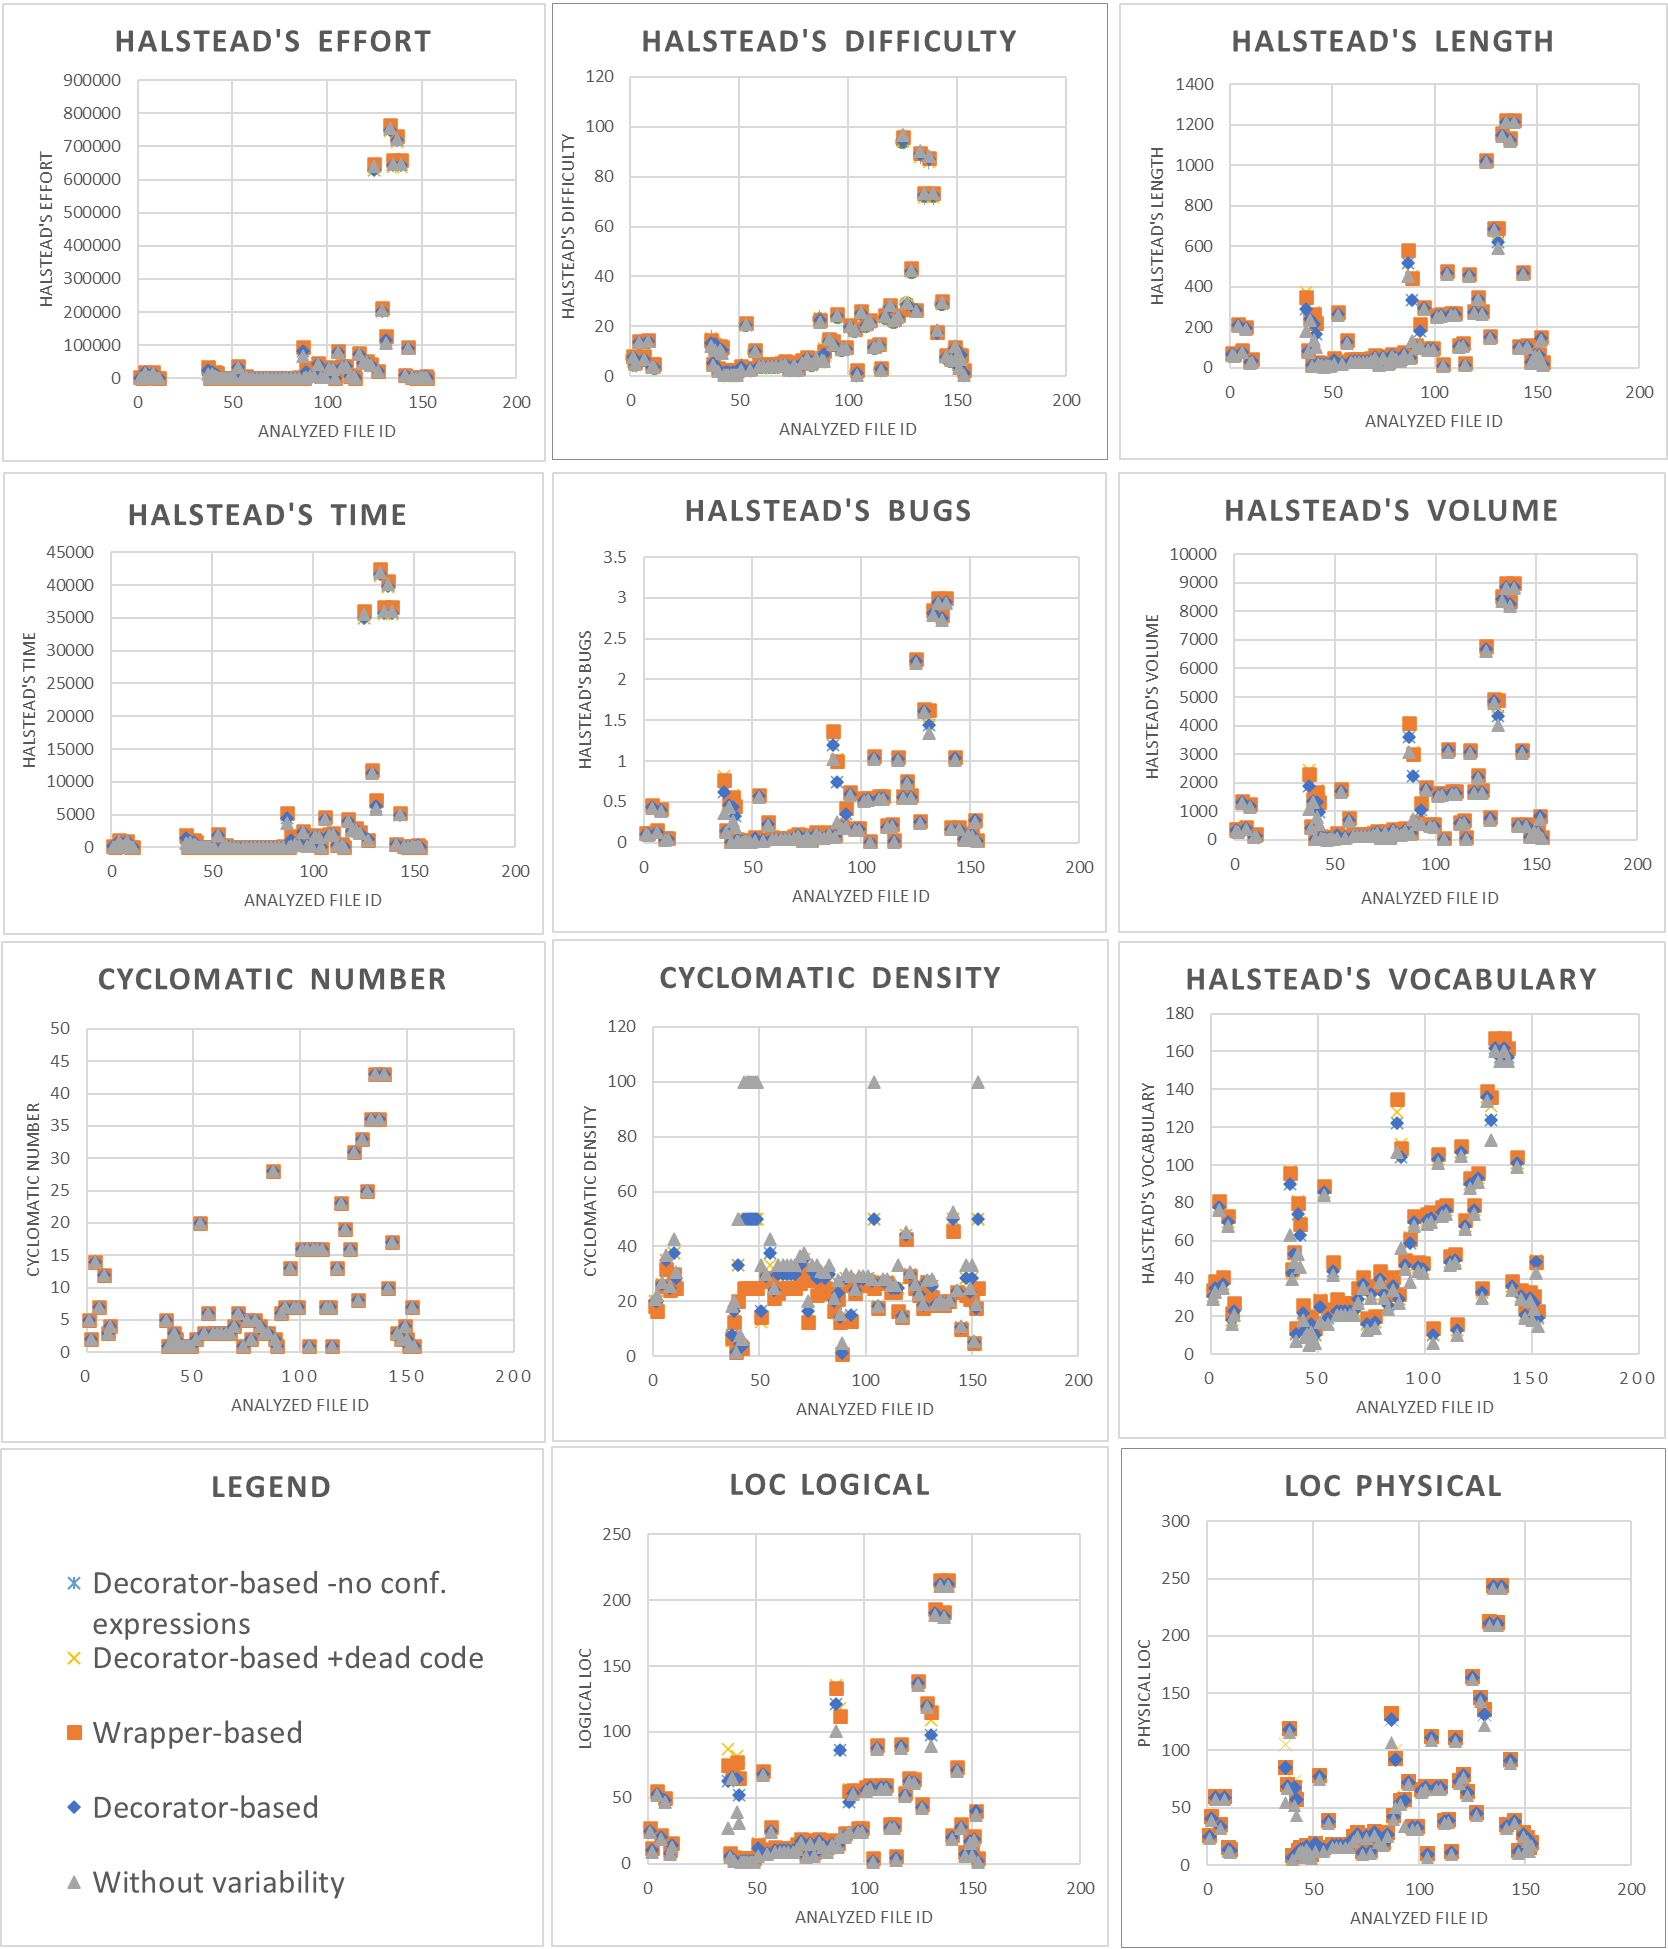 HALSTEAD'S EFFORT
900000
800000
700000
600000
500000
400000
300000
200000
100000
0
HALSTEAD'S EFFORT
0 50 100 150 200
ANALYZED FILE ID
HALSTEAD'S DIFFICULTY
120
100
80
60
40
20
0
HALSTEAD'S DIFFICULTY
0 50 100 150 200
ANALYZED FILE ID
HALSTEAD'S LENGTH
1400
1200
1000
800
600
400
200
0
HALSTEAD'S LENGTH
0 50 100 150 200
ANALYZED FILE ID
HALSTEAD'S TIME
45000
40000
35000
30000
25000
20000
15000
10000
5000
0
HALSTEAD'S TIME
0 50 100 150 200
ANALYZED FILE ID
HALSTEAD'S BUGS
3.5
3
2.5
2
1.5
1
0.5
0
HALSTEAD'S BUGS
0 50 100 150 200
ANALYZED FILE ID
HALSTEAD'S VOLUME
10000
9000
8000
7000
6000
5000
4000
3000
2000
1000
0
HALSTEAD'S VOLUME
0 50 100 150 200
ANALYZED FILE ID
CYCLOMATIC NUMBER
50
45
40
35
30
25
20
15
10
5
0
CYCLOMATIC NUMBER
0 50 100 150 200
ANALYZED FILE ID
CYCLOMATIC DENSITY
120
100
80
60
40
20
0
CYCLOMATIC DENSITY
0 50 100 150 200
ANALYZED FILE ID
HALSTEAD'S VOCABULARY
180
160
140
120
100
80
60
40
20
0
HALSTEAD'S VOCABULARY
0 50 100 150 200
ANALYZED FILE ID
LEGEND
Decorator-based -no conf.
expressions
Decorator-based +dead code
Wrapper-based
Decorator-based
Without variability
LOC LOGICAL
250
200
150
100
50
0
LOGICAL LOC
0 50 100 150 200
ANALYZED FILE ID
LOC PHYSICAL
300
250
200
150
100
50
0
PHYSICAL LOC
0 50 100 150 200
ANALYZED FILE ID